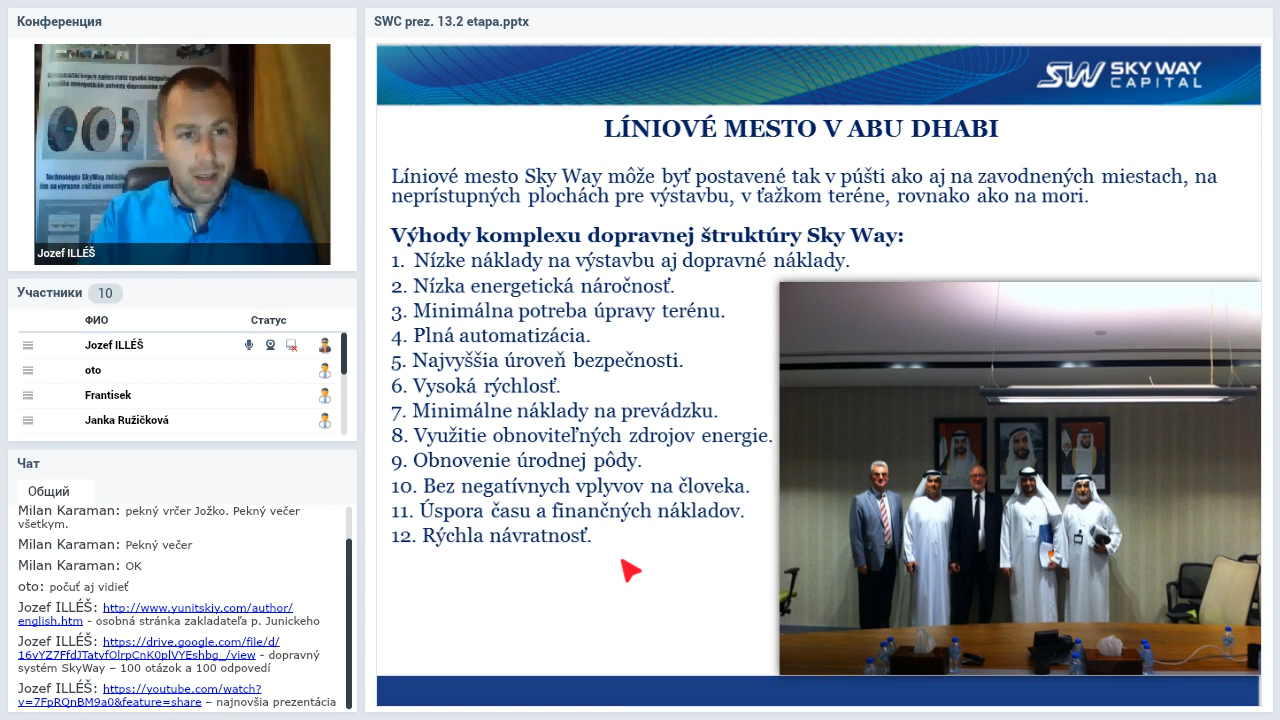 Конференция
Technológia SkyWay
Jozef ILLÉŠ
Участники 10
ФИО Статус
Jozef ILLÉŠ
oto
Frantisek
Janka Ružičková
Чат
Общий
Milan Karaman: pekný vrčer Jožko. Pekný večer
všetkym.
Milan Karaman: Pekný večer
Milan Karaman: OK
oto: počuť aj vidieť
Jozef ILLÉŠ: http://www.yunitskiy.com/author/
english.htm - osobná stránka zakladateľa p. Junickeho
Jozef ILLÉŠ: https://drive.google.com/file/d/
16vYZ7FfdJTatvfOlrpCnK0plVYEshbg_/view - dopravný
systém SkyWay – 100 otázok a 100 odpovedí
Jozef ILLÉŠ: https://youtube.com/watch?
v=7FpRQnBM9a0&feature=share – najnovšia prezentácia
SWC prez. 13.2 etapa.pptx
SW SKY WAY
CAPITAL
LÍNIOVÉ MESTO V ABU DHABI
Líniové mesto Sky Way môže byť postavené tak v púšti ako aj na zavodnených miestach, na
neprístupných plochách pre výstavbu, v ťažkom teréne, rovnako ako na mori.
Výhody komplexu dopravnej štruktúry Sky Way:
1. Nízke náklady na výstavbu aj dopravné náklady.
2. Nízka energetická náročnosť.
3. Minimálna potreba úpravy terénu.
4. Plná automatizácia.
5. Najvyššia úroveň bezpečnosti.
6. Vysoká rýchlosť.
7. Minimálne náklady na prevádzku.
8. Využitie obnoviteľných zdrojov energie.
9. Obnovenie úrodnej pôdy.
10. Bez negatívnych vplyvov na človeka.
11. Úspora času a finančných nákladov.
12. Rýchla návratnosť.